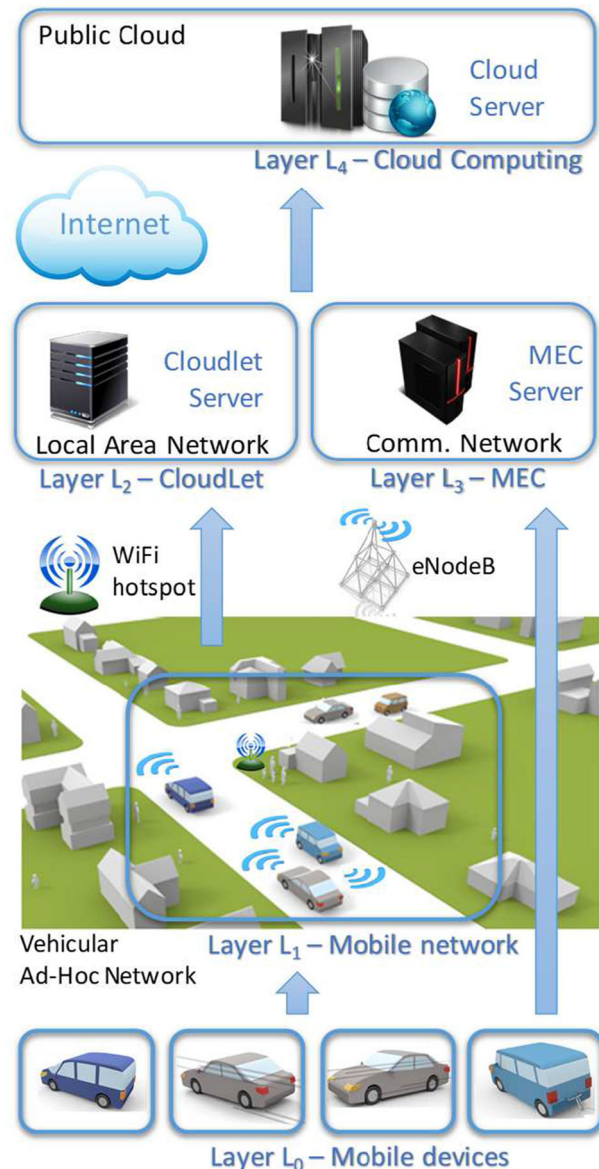 Public Cloud
Cloud
Server
Layer L₄ – Cloud Computing
Internet
Cloudlet
Server
Local Area Network
Layer L₂ – CloudLet
MEC
Server
Comm. Network
Layer L₃ – MEC
WiFi
hotspot
eNodeB
Vehicular
Ad-Hoc Network
Layer L₁ – Mobile network
Layer L₀ – Mobile devices